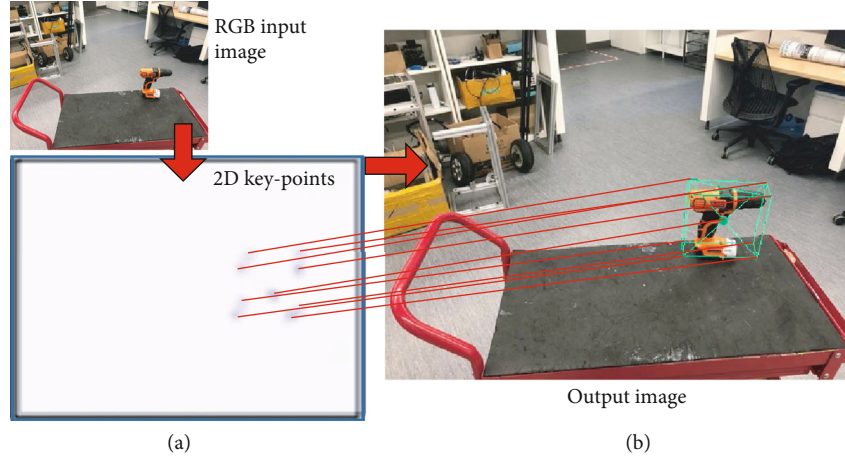 RGB input
image
2D key-points
Output image
(a)
(b)